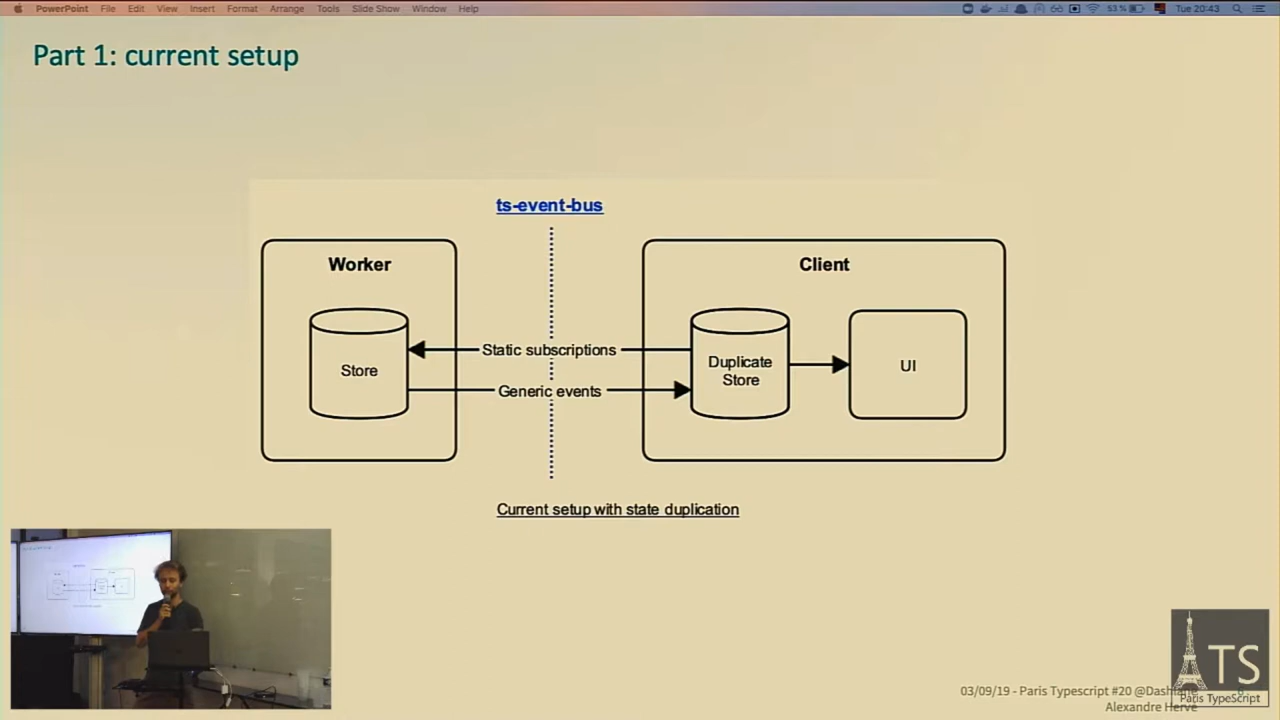 PowerPoint File Edit View Insert Format Arrange Tools Slide Show Window Help 53 % Tue 20:43
Part 1: current setup
ts-event-bus
Worker
Client
Store
Static subscriptions
Generic events
Duplicate
Store
UI
Current setup with state duplication
03/09/19 - Paris Typescript #20 @Dashlane
Alexandre Hervé
TS
Paris TypeScript